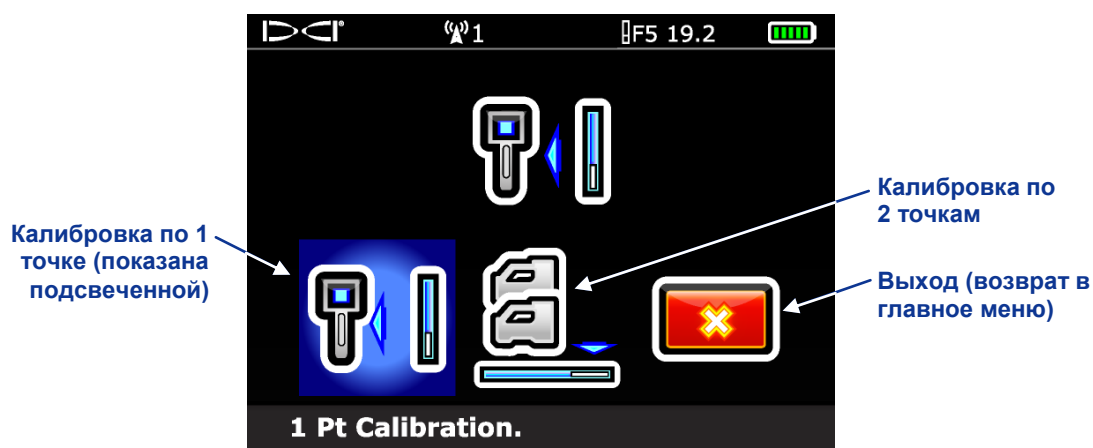 DCI
1
F5 19.2
Калибровка по 1
точке (показана
подсвеченной)
Калибровка по
2 точкам
Выход (возврат в
главное меню)
1 Pt Calibration.